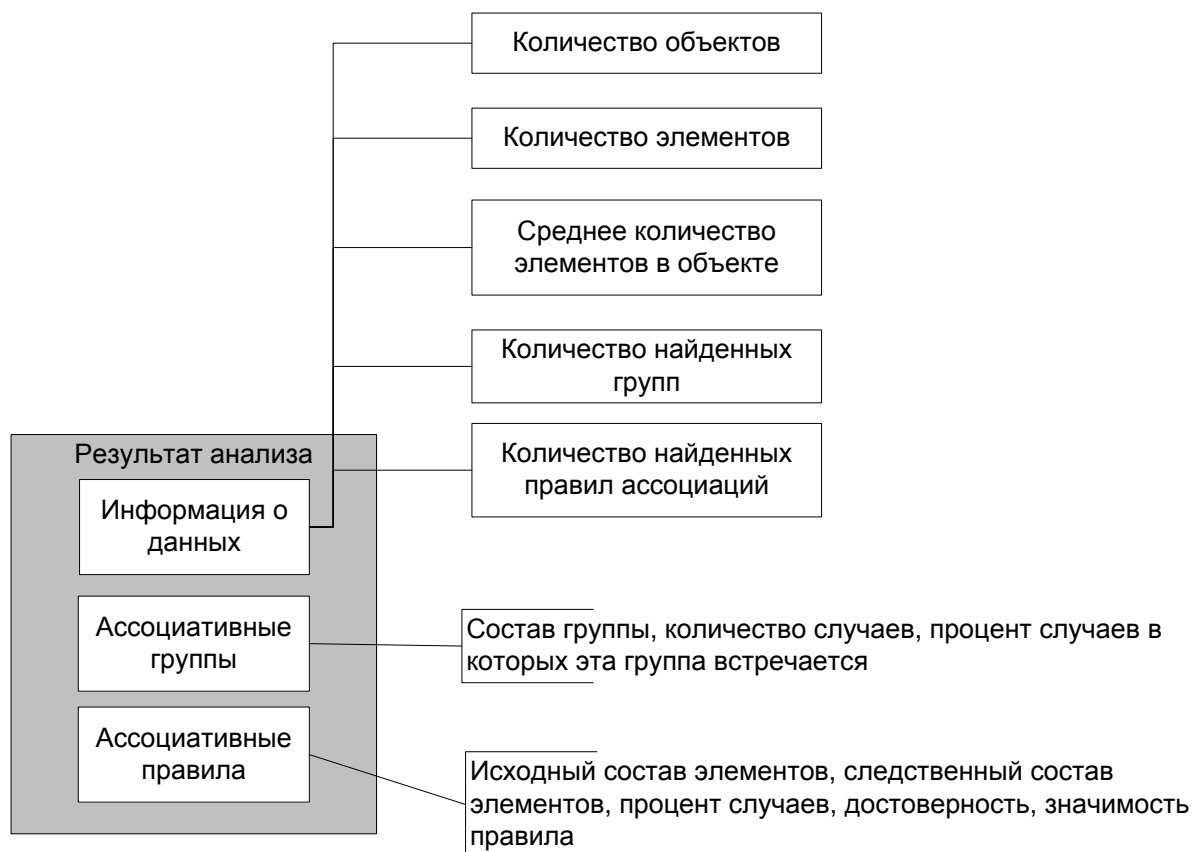 Количество объектов
Количество элементов
Среднее количество
элементов в объекте
Количество найденных
групп
Количество найденных
правил ассоциаций
Результат анализа
Информация о
данных
Ассоциативные
группы
Состав группы, количество случаев, процент случаев в
которых эта группа встречается
Ассоциативные
правила
Исходный состав элементов, следственный состав
элементов, процент случаев, достоверность, значимость
правила